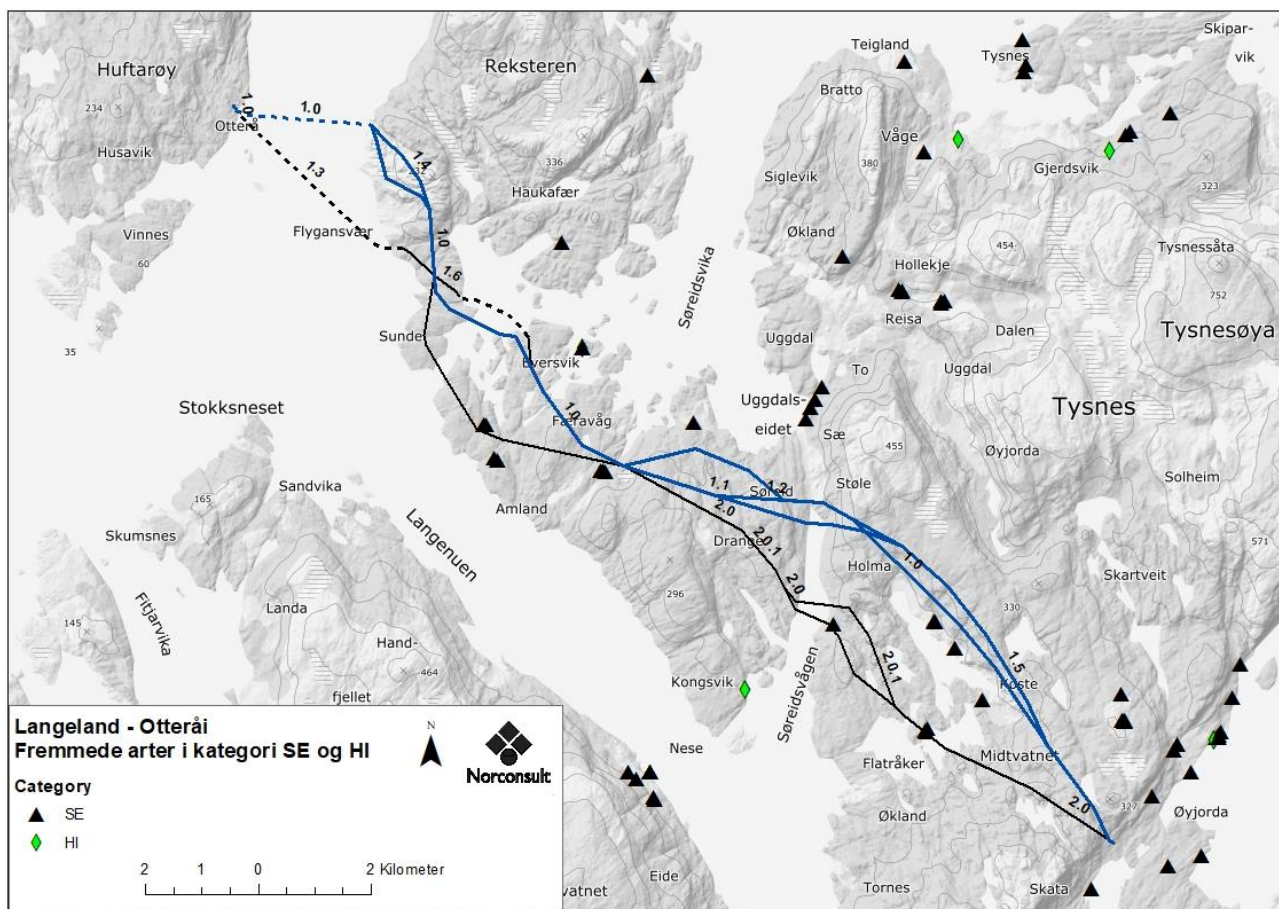 Skipar-
vik
Teigland
Tysnes
Huftarøy
Reksteren
Bratto
234
1.0
1.0
Otterå
Våge
Husavik
336
380
Gjerdsvik
1.4
1.3
Siglevik
323
Haukafær
Vinnes
Flygansvær
1.0
Økland
454
Tysnessåta
60
Hollekje
1.6
752
Søreidsvika
Reisa
Dalen
Tysnesøya
Sunde
Uggdal
35
Eversvik
To
Uggdal
Stokksneset
Uggdals-
eidet
Tysnes
1.0
Færavåg
Sæ
455
Øyjorda
Solheim
Sandvika
1.1
1.2
Søreid
Støle
165
Amland
2.0
Skumsnes
Drange
2.0.1
571
Langenuen
Holma
1.0
Skartveit
2.0
296
330
Landa
Fitjarvika
145
Hand-
464
fjellet
1.5
2.0.1
Kongsvik
Søreidsvågen
Koste
Nese
Midtvatnet
Flatråker
2.0
327
Øyjorda
Økland
Eide
vatnet
Tornes
Skata
Langeland - Otteråi
Fremmede arter i kategori SE og HI
N
Norconsult
Category
SE
HI
2 1 0 2 Kilometer